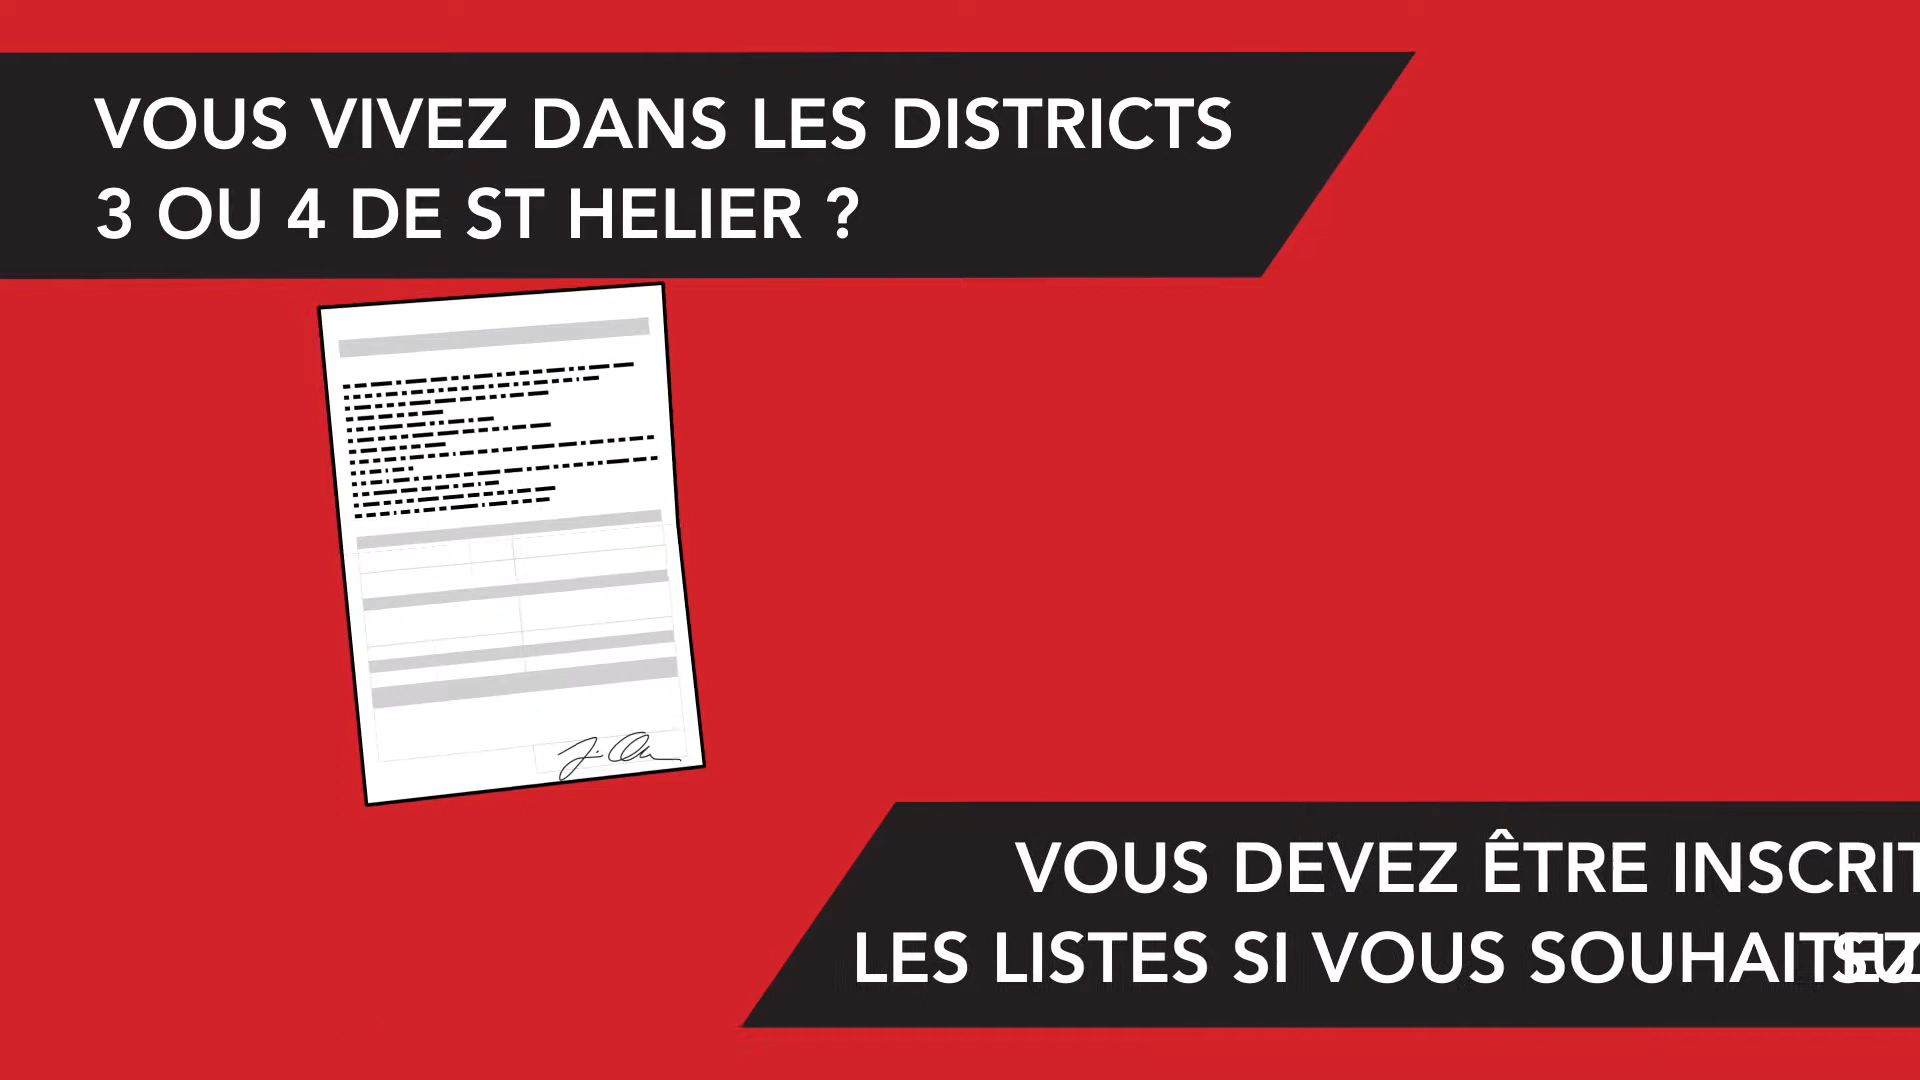 VOUS VIVEZ DANS LES DISTRICTS
3 OU 4 DE ST HELIER ?
VOUS DEVEZ ÊTRE INSCRIT
LES LISTES SI VOUS SOUHAITEZ